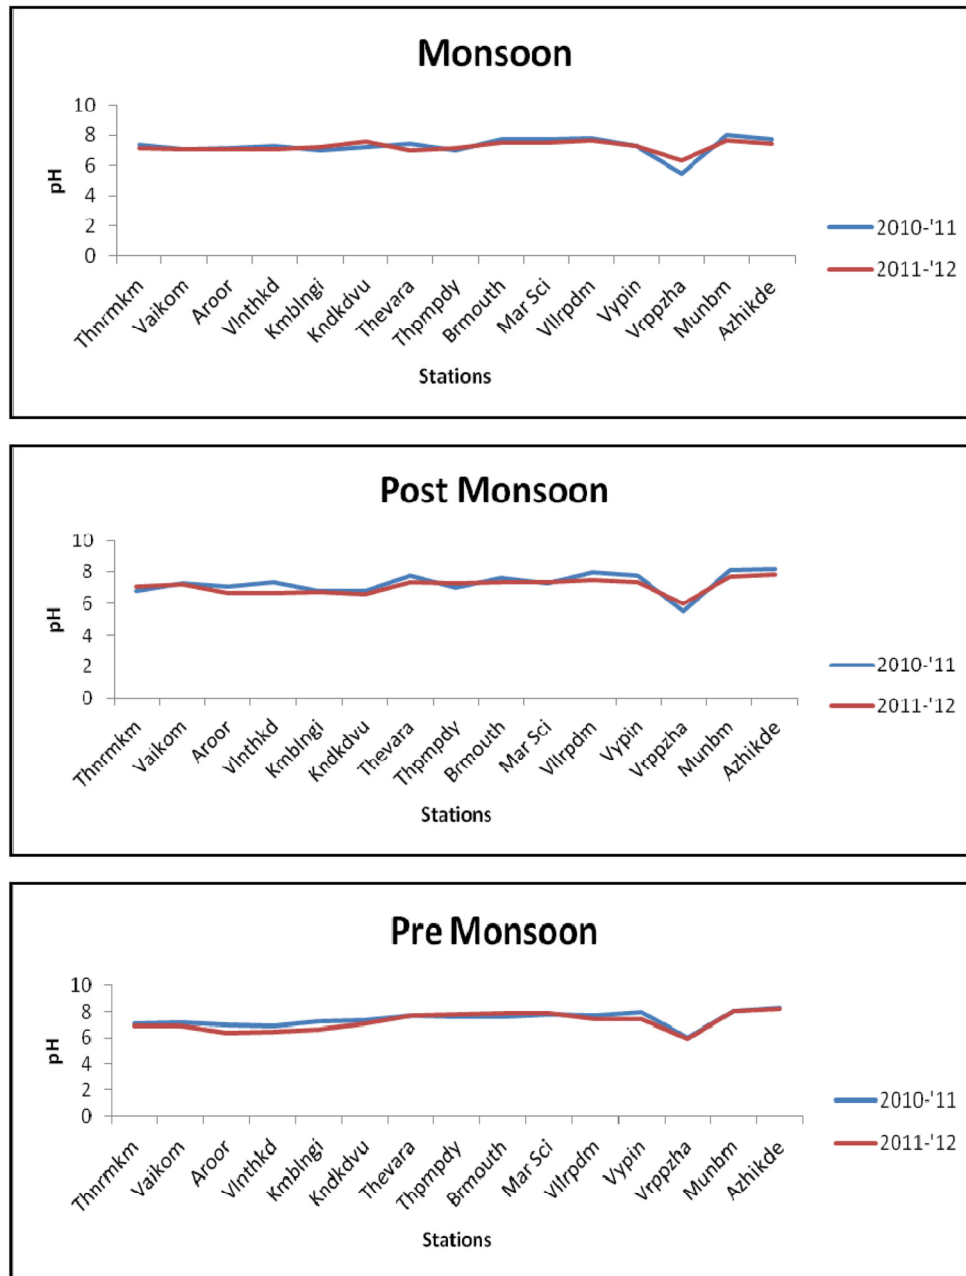 Monsoon
10
8
6
4
2
0
pH
2010-'11
2011-'12
Thnrmkm
Vaikom
Aroor
Vlnthkd
Kmblngi
Kndkdvu
Thevara
Thpmpdy
Brmouth
Mar Sci
Vllrpdm
Vypin
Vrppzha
Munbm
Azhikde
Stations
Post Monsoon
10
8
6
4
2
0
pH
2010-'11
2011-'12
Thnrmkm
Vaikom
Aroor
Vlnthkd
Kmblngi
Kndkdvu
Thevara
Thpmpdy
Brmouth
Mar Sci
Vllrpdm
Vypin
Vrppzha
Munbm
Azhikde
Stations
Pre Monsoon
10
8
6
4
2
0
pH
2010-'11
2011-'12
Thnrmkm
Vaikom
Aroor
Vlnthkd
Kmblngi
Kndkdvu
Thevara
Thpmpdy
Brmouth
Mar Sci
Vllrpdm
Vypin
Vrppzha
Munbm
Azhikde
Stations